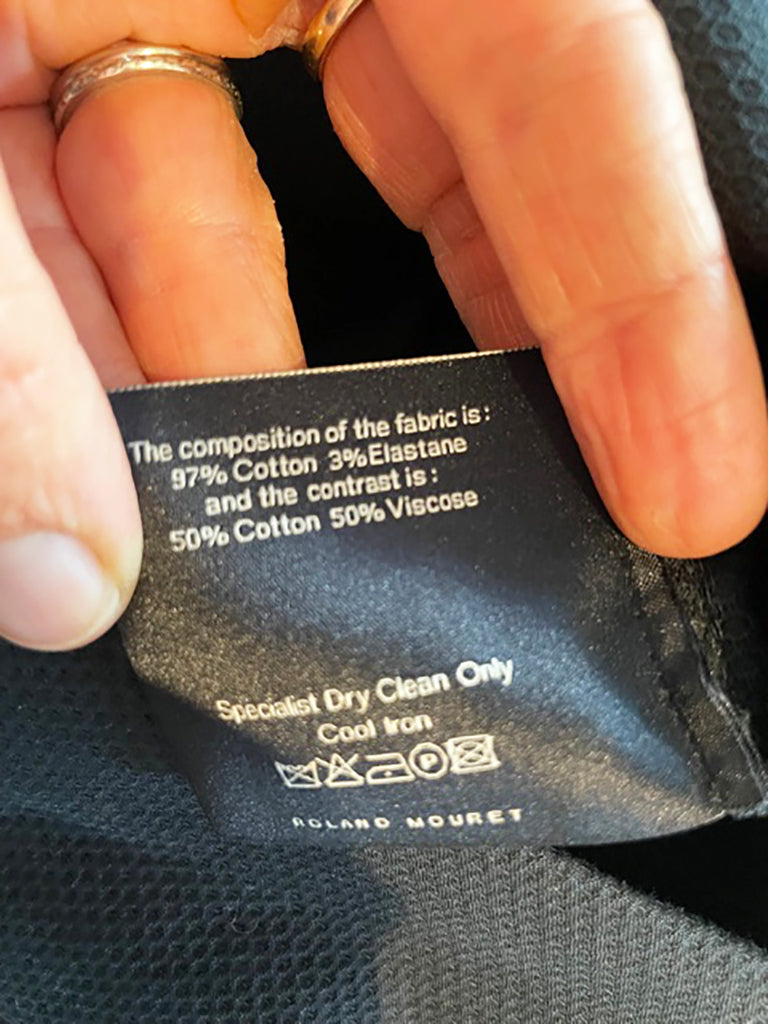 The composition of the fabric is:
97% Cotton 3% Elastane
and the contrast is:
50% Cotton 50% Viscose
Specialist Dry Clean Only
Cool Iron
P
ROLAND MOURET